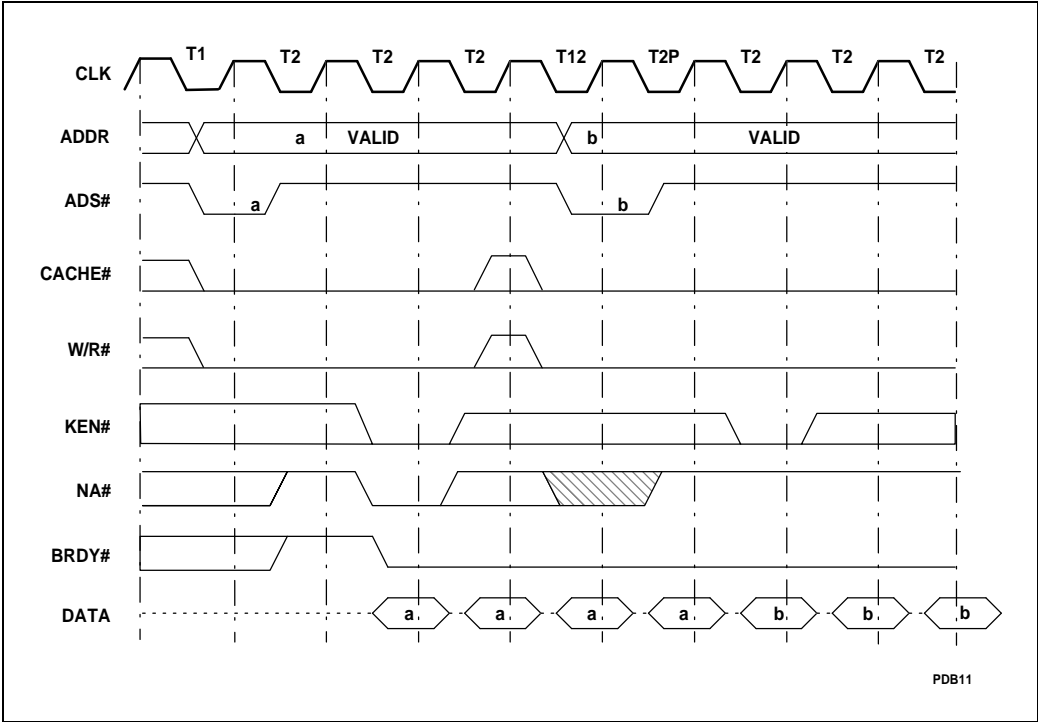 T1 T2 T2 T2 T12 T2P T2 T2 T2
CLK
ADDR a VALID b VALID
ADS# a b
CACHE#
W/R#
KEN#
NA#
BRDY#
DATA a a a a b b b
PDB11